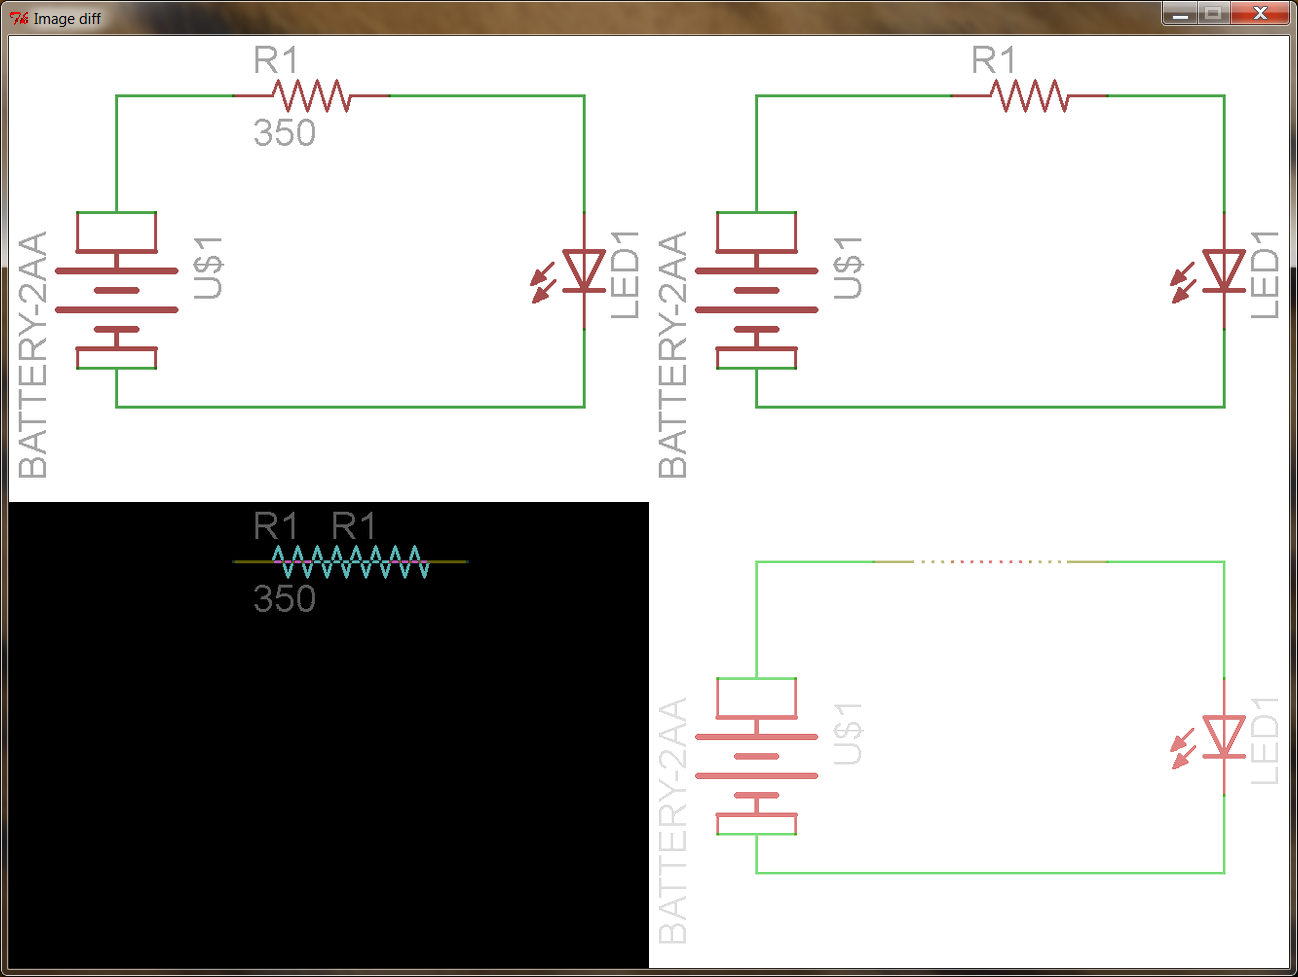 Image diff
R1
350
BATTERY-2AA
U$1
LED1
R1
BATTERY-2AA
U$1
LED1
R1 R1
350
BATTERY-2AA
U$1
LED1